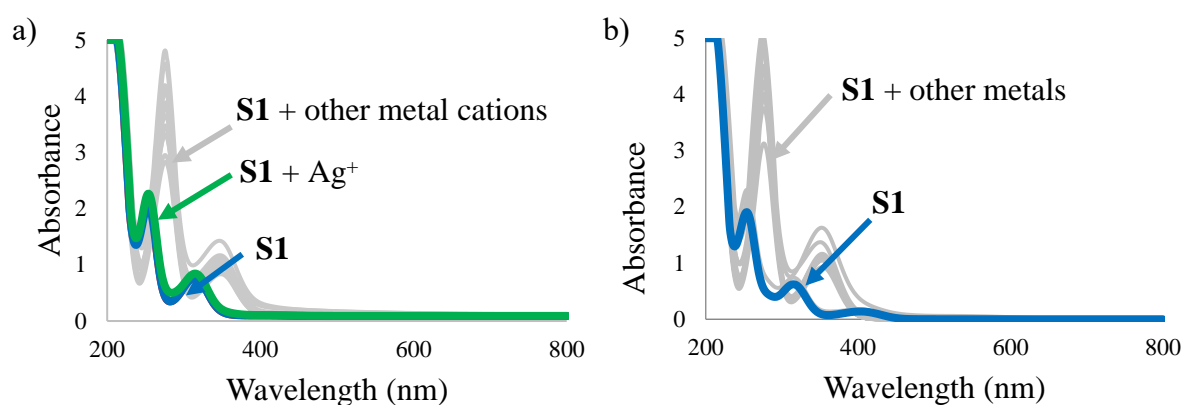 a)
5
4
3
2
1
0
Absorbance
S1 + other metal cations
S1 + Ag⁺
S1
200 400 600 800
Wavelength (nm)
b)
5
4
3
2
1
0
Absorbance
S1 + other metals
S1
200 400 600 800
Wavelength (nm)